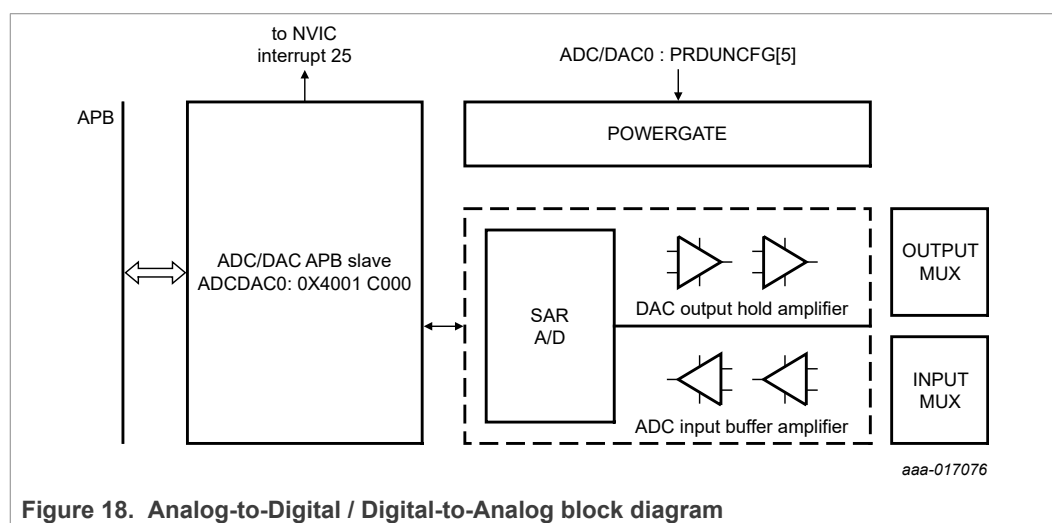 to NVIC
interrupt 25
ADC/DAC0 : PRDUNCFG[5]
APB
POWERGATE
ADC/DAC APB slave
ADCDAC0: 0X4001 C000
SAR
A/D
DAC output hold amplifier
ADC input buffer amplifier
OUTPUT
MUX
INPUT
MUX
aaa-017076
Figure 18. Analog-to-Digital / Digital-to-Analog block diagram